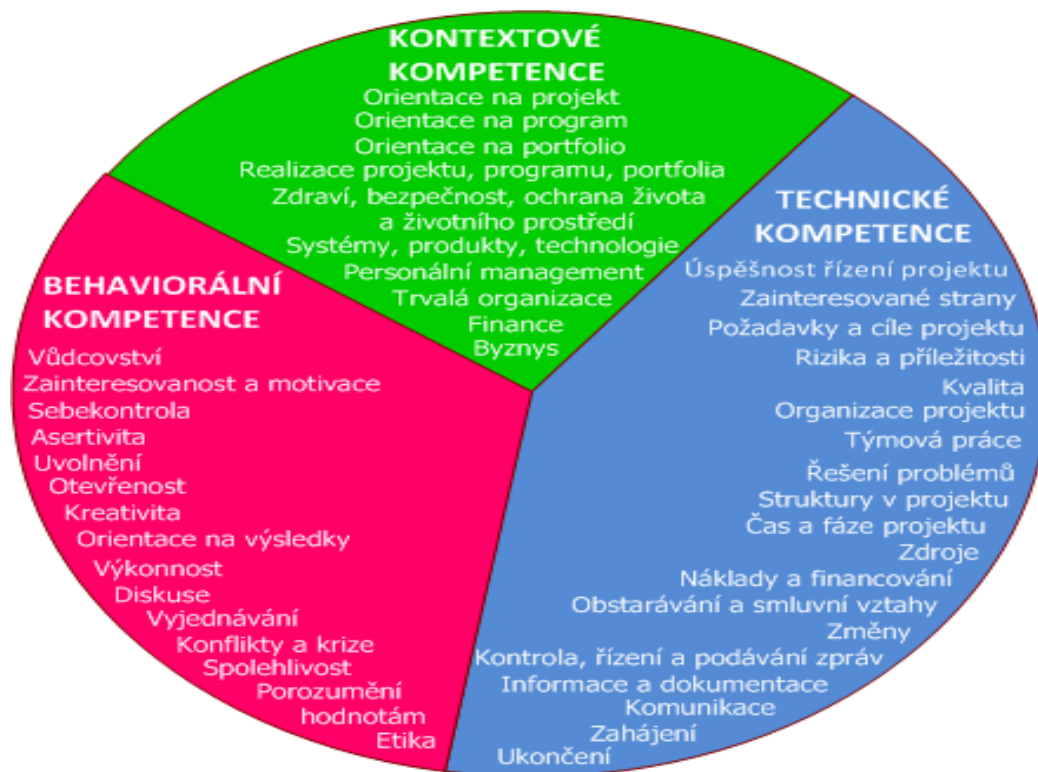 KONTEXTOVÉ
KOMPETENCE
Orientace na projekt
Orientace na program
Orientace na portfolio
Realizace projektu, programu, portfolia
Zdraví, bezpečnost, ochrana života
a životního prostředí
Systémy, produkty, technologie
Personální management
Trvalá organizace
Finance
Byznys
TECHNICKÉ
KOMPETENCE
Úspěšnost řízení projektu
Zainteresované strany
Požadavky a cíle projektu
Rizika a příležitosti
Kvalita
Organizace projektu
Týmová práce
Řešení problémů
Struktury v projektu
Čas a fáze projektu
Zdroje
Náklady a financování
Obstarávání a smluvní vztahy
Změny
Kontrola, řízení a podávání zpráv
Informace a dokumentace
Komunikace
Zahájení
Ukončení
BEHAVIORÁLNÍ
KOMPETENCE
Vůdcovství
Zainteresovanost a motivace
Sebekontrola
Asertivita
Uvolnění
Otevřenost
Kreativita
Orientace na výsledky
Výkonnost
Diskuse
Vyjednávání
Konflikty a krize
Spolehlivost
Porozumění
hodnotám
Etika